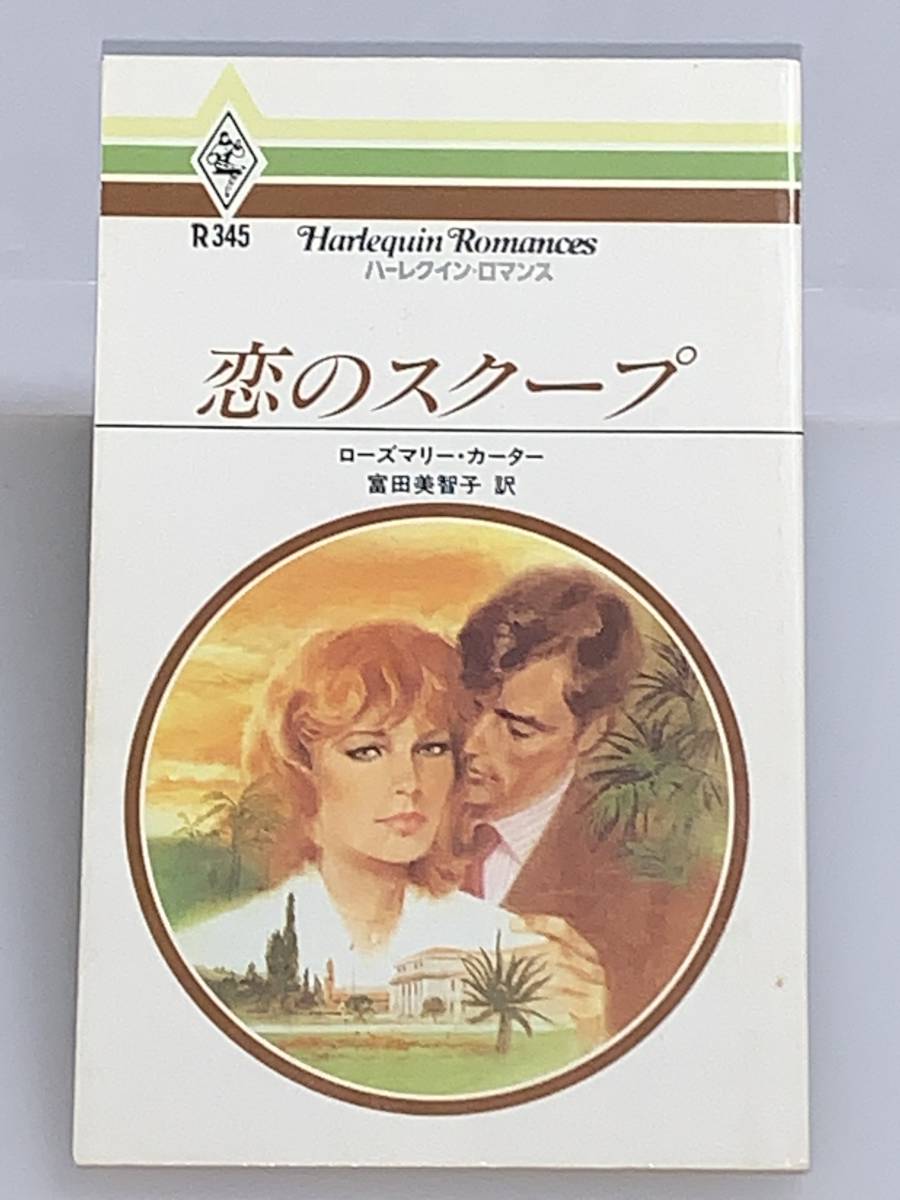 R345
Harlequin Romances
ハーレクイン・ロマンス
恋のスクープ
ローズマリー・カーター
富田美智子 訳